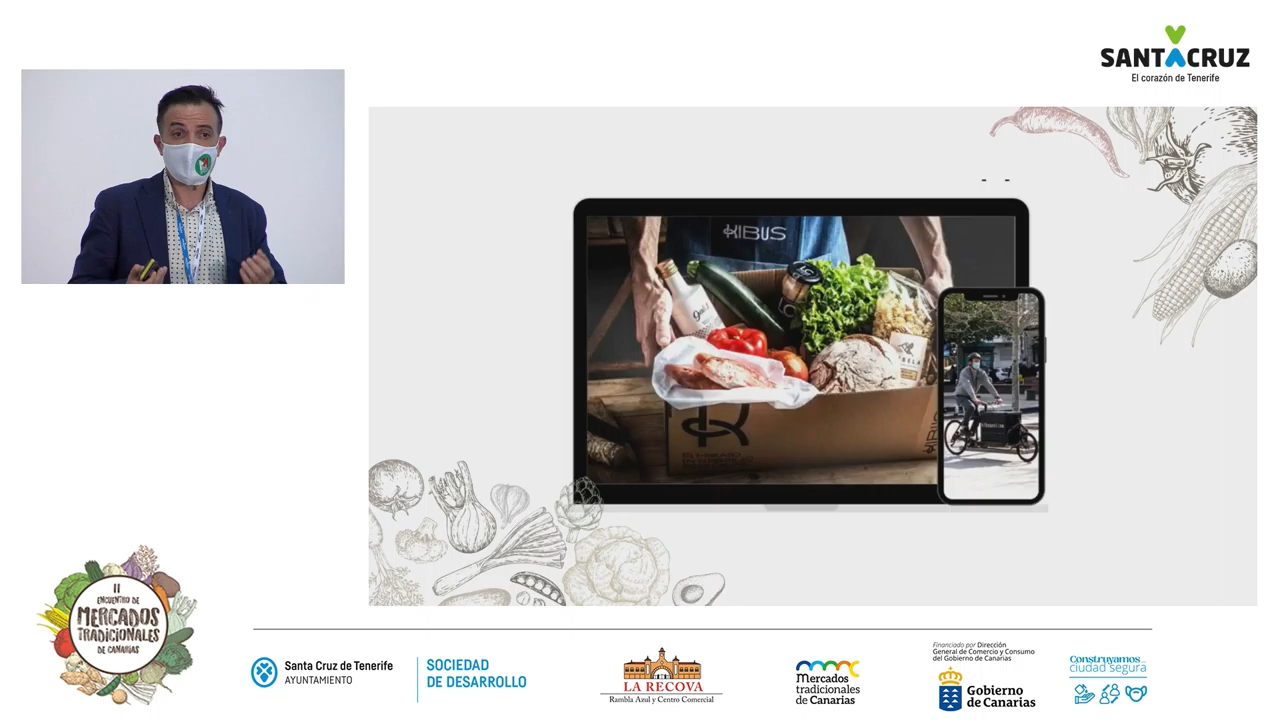 SANTACRUZ
El corazón de Tenerife
KIBUS
II
ENCUENTRO DE
MERCADOS
TRADICIONALES
DE CANARIAS
Santa Cruz de Tenerife
AYUNTAMIENTO
SOCIEDAD
DE DESARROLLO
LA RECOVA
Rambla Azul y Centro Comercial
Mercados
tradicionales
de Canarias
Financiado por Dirección
General de Comercio y Consumo
del Gobierno de Canarias
Gobierno
de Canarias
Construyamos
ciudad segura